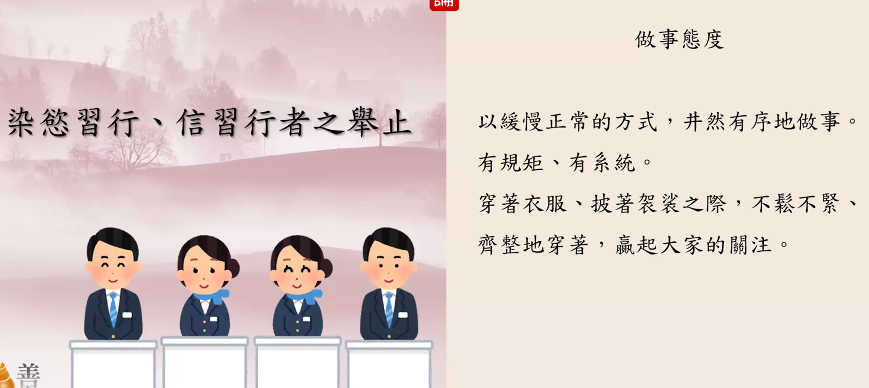 論
染慾習行、信習行者之舉止
善
做事態度
以緩慢正常的方式，井然有序地做事。
有規矩、有系統。
穿著衣服、披著袈裟之際，不鬆不緊、
齊整地穿著，贏起大家的關注。